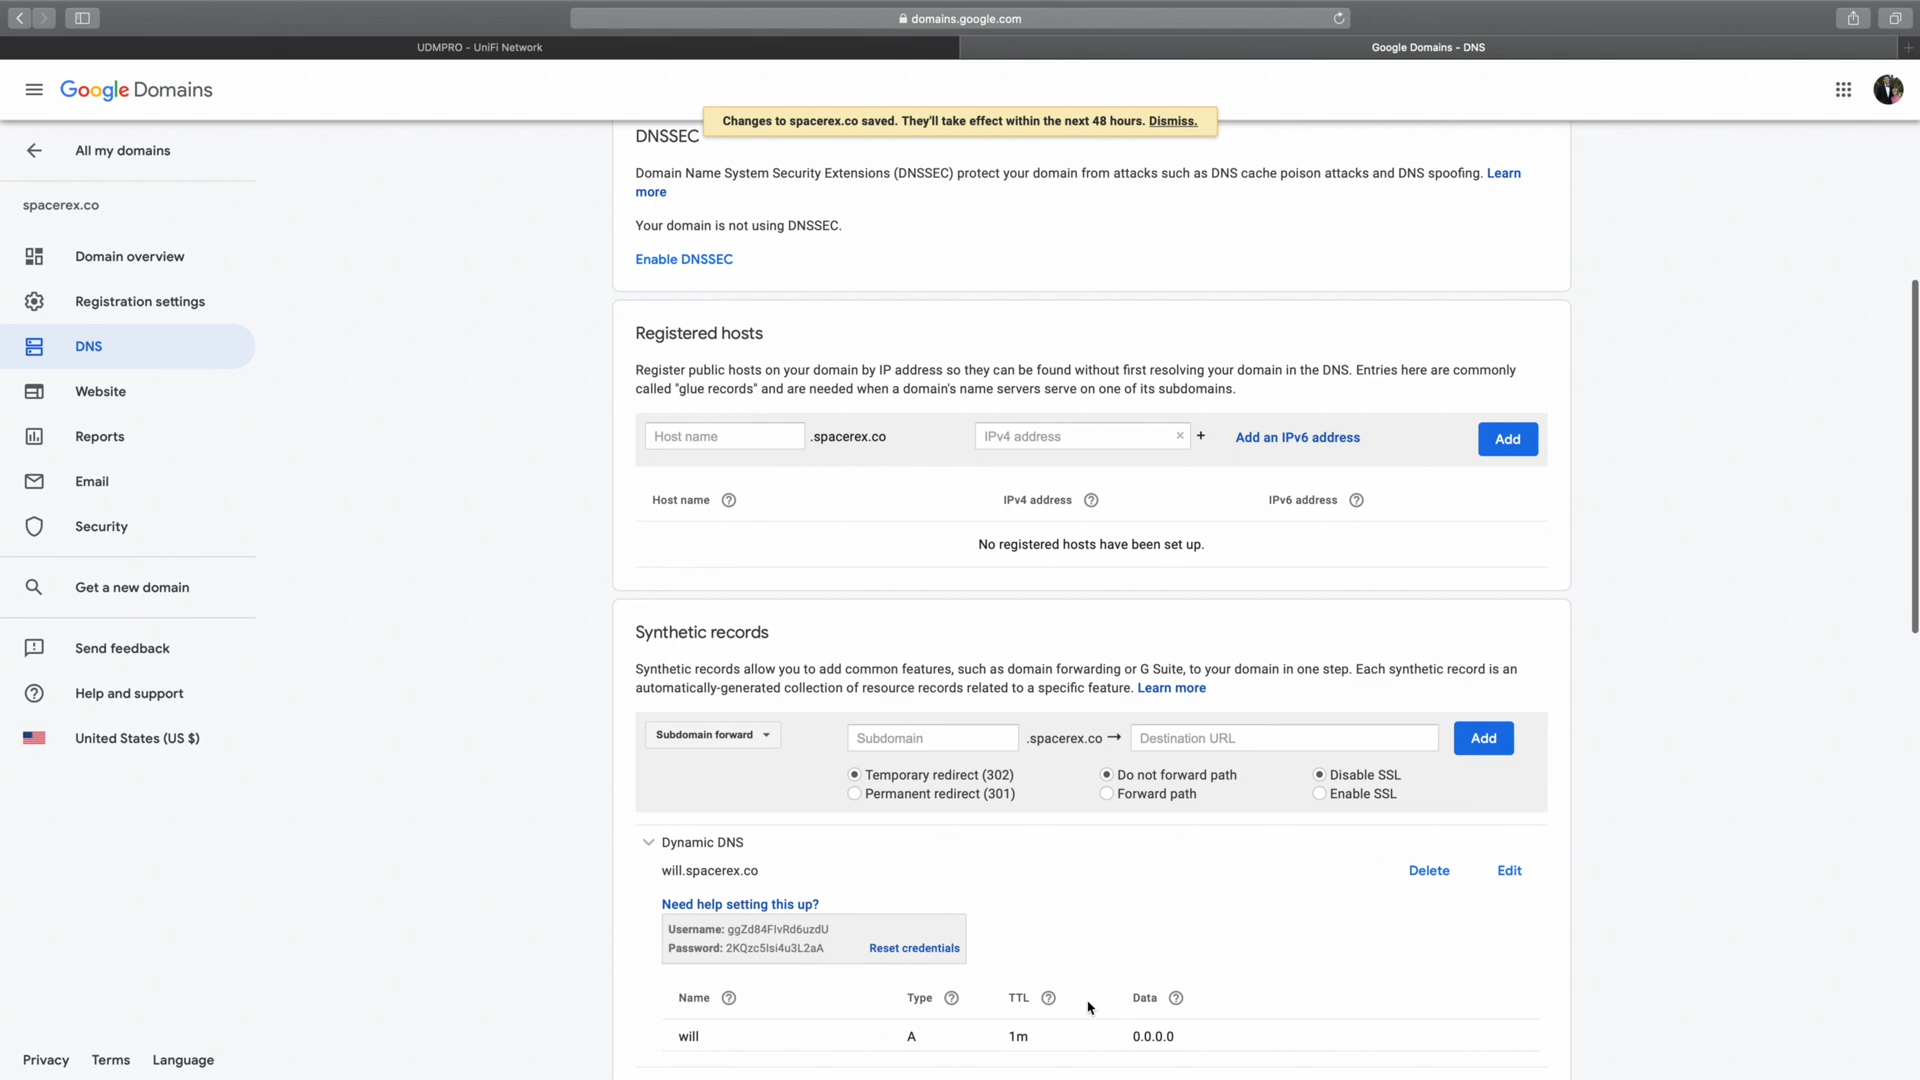 domains.google.com
UDMPRO - UniFi Network
Google Domains - DNS
Google Domains
Changes to spacerex.co saved. They'll take effect within the next 48 hours. Dismiss.
All my domains
spacerex.co
Domain overview
Registration settings
DNS
Website
Reports
Email
Security
Get a new domain
Send feedback
Help and support
United States (US $)
Privacy Terms Language
DNSSEC
Domain Name System Security Extensions (DNSSEC) protect your domain from attacks such as DNS cache poison attacks and DNS spoofing. Learn
more
Your domain is not using DNSSEC.
Enable DNSSEC
Registered hosts
Register public hosts on your domain by IP address so they can be found without first resolving your domain in the DNS. Entries here are commonly
called "glue records" and are needed when a domain's name servers serve on one of its subdomains.
Host name .spacerex.co IPv4 address × + Add an IPv6 address Add
Host name ? IPv4 address ? IPv6 address ?
No registered hosts have been set up.
Synthetic records
Synthetic records allow you to add common features, such as domain forwarding or G Suite, to your domain in one step. Each synthetic record is an
automatically-generated collection of resource records related to a specific feature. Learn more
Subdomain forward Subdomain .spacerex.co → Destination URL Add
Temporary redirect (302) Do not forward path Disable SSL
Permanent redirect (301) Forward path Enable SSL
Dynamic DNS
will.spacerex.co Delete Edit
Need help setting this up?
Username: ggZd84FIvRd6uzdU
Password: 2KQzc5Isi4u3L2aA Reset credentials
Name ? Type ? TTL ? Data ?
will A 1m 0.0.0.0